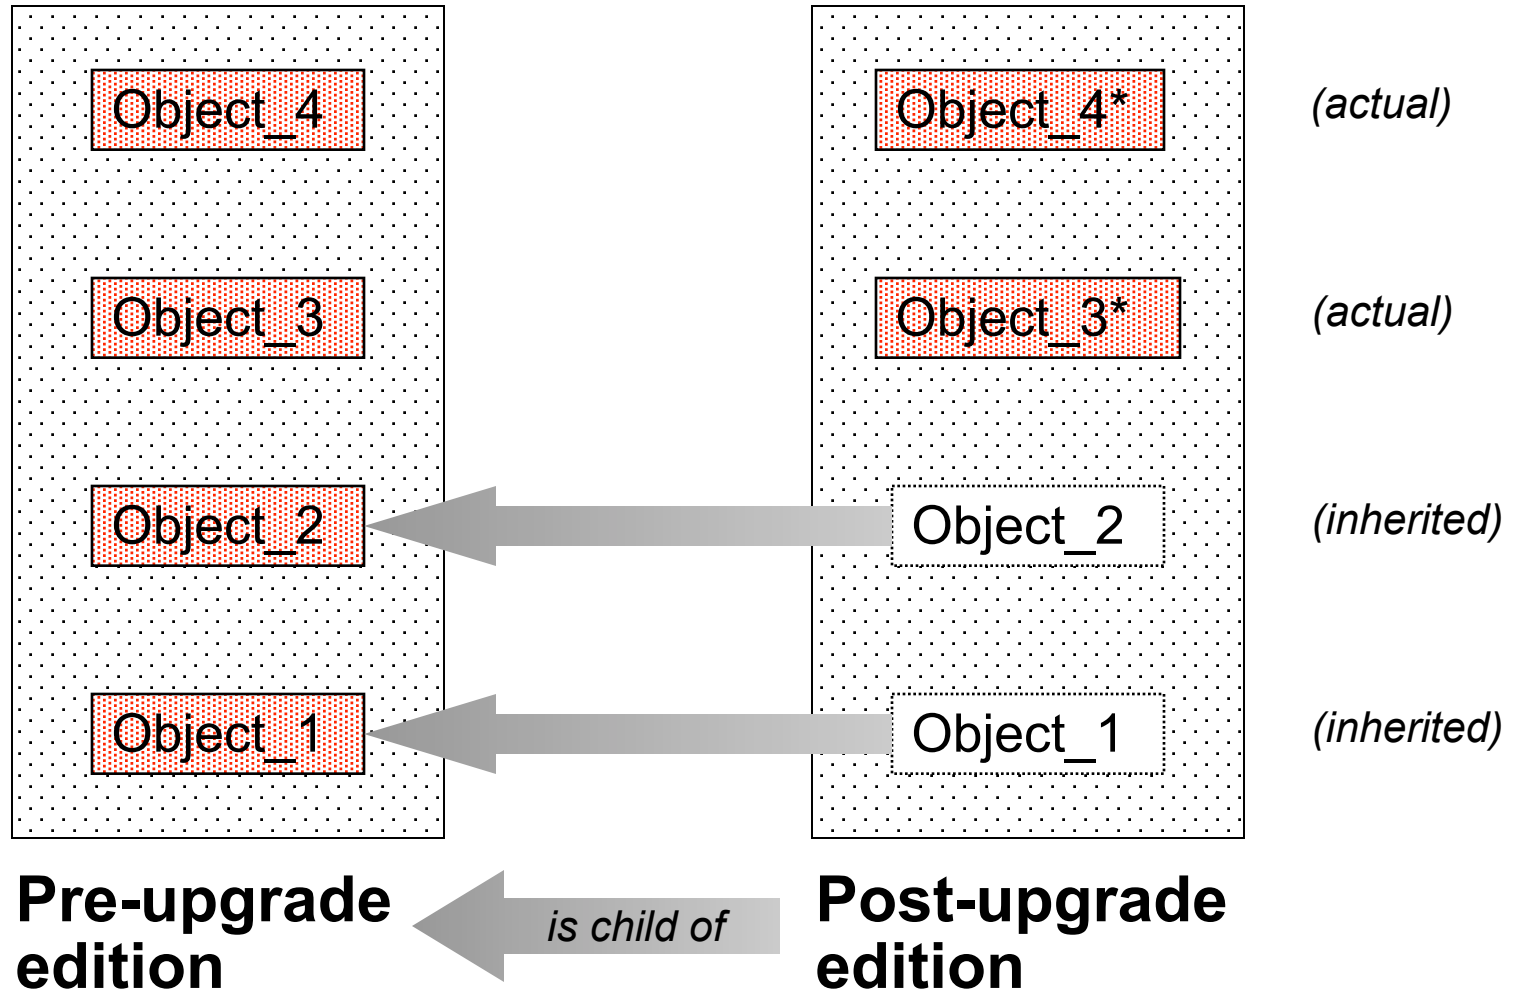 Object_4
Object_4*
(actual)
Object_3
Object_3*
(actual)
Object_2
Object_2
(inherited)
Object_1
Object_1
(inherited)
Pre-upgrade
edition
is child of
Post-upgrade
edition